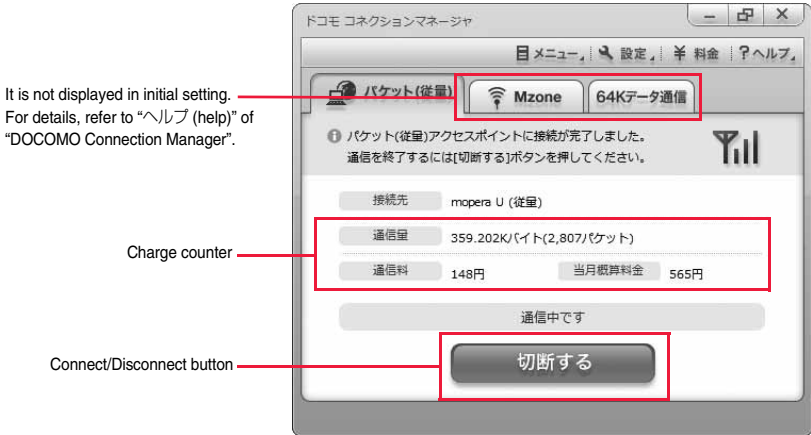 ドコモ コネクションマネージャ
メニュー 設定 ¥ 料金 ?ヘルプ
パケット(従量) Mzone 64Kデータ通信
It is not displayed in initial setting.
For details, refer to “ヘルプ (help)” of
“DOCOMO Connection Manager”.
パケット(従量)アクセスポイントに接続が完了しました。
通信を終了するには[切断する]ボタンを押してください。
接続先 mopera U (従量)
通信量 359.202Kバイト(2,807パケット)
Charge counter
通信料 148円 当月概算料金 565円
通信中です
Connect/Disconnect button
切断する